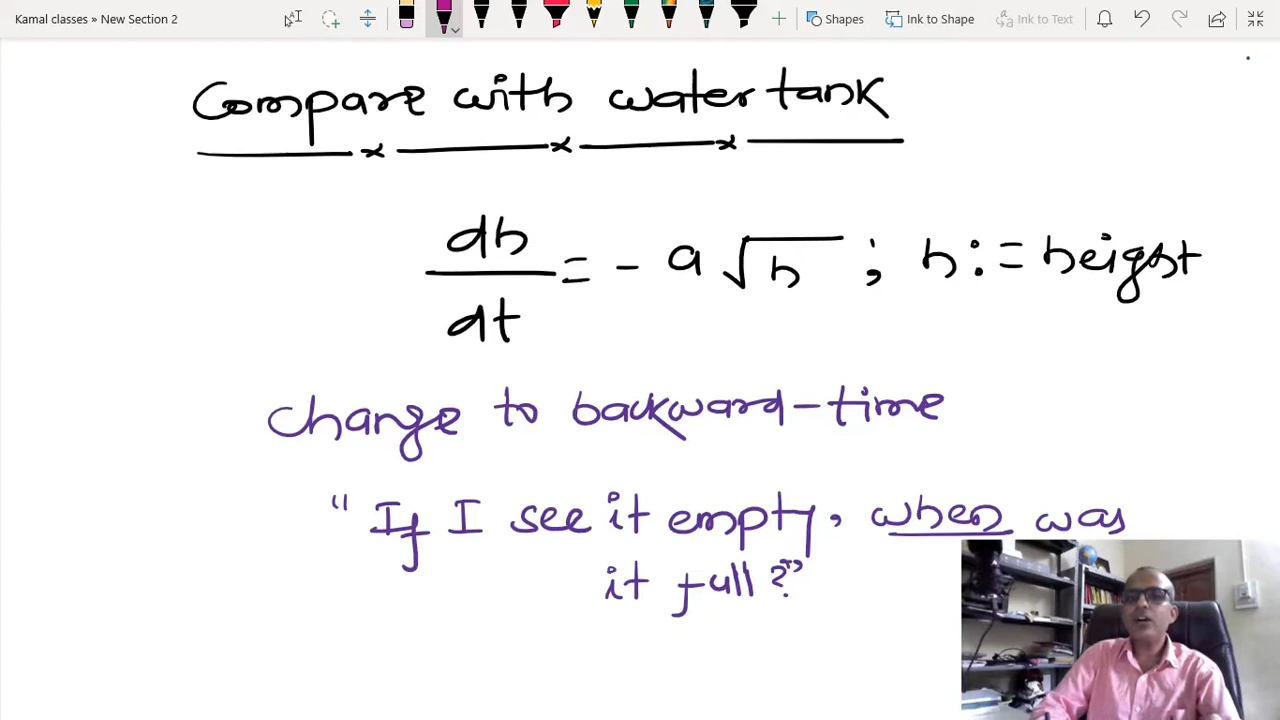 Kamal classes » New Section 2
Shapes
Ink to Shape
Ink to Text
Compare with water tank
dh/dt = - a √h ; h := height
Change to backward-time
"If I see it empty, when was
it full?"